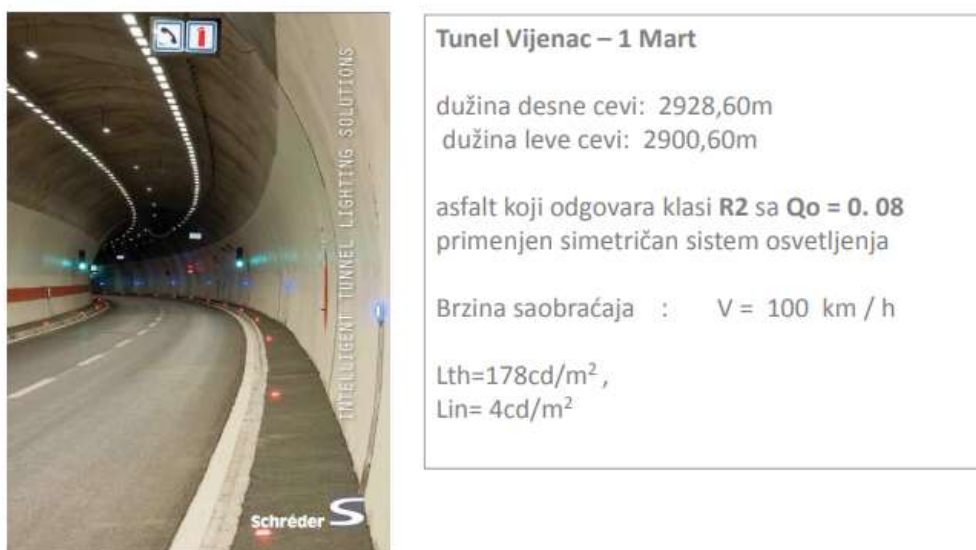 INTELLIGENT TUNNEL LIGHTING SOLUTIONS
Schréder
Tunel Vijenac – 1 Mart
dužina desne cevi: 2928,60m
dužina leve cevi: 2900,60m
asfalt koji odgovara klasi R2 sa Qo = 0. 08
primenjen simetričan sistem osvetljenja
Brzina saobraćaja : V = 100 km / h
Lth=178cd/m² ,
Lin= 4cd/m²